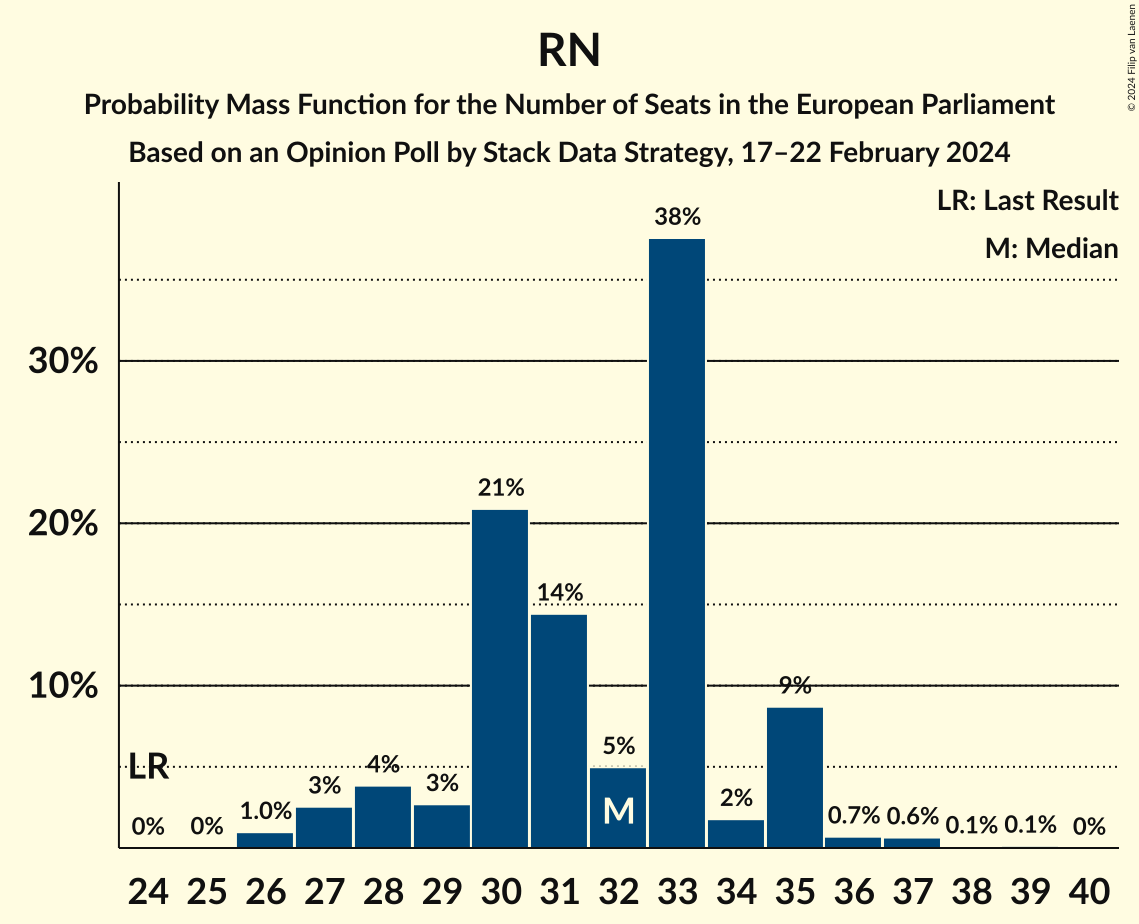 RN
Probability Mass Function for the Number of Seats in the European Parliament
Based on an Opinion Poll by Stack Data Strategy, 17–22 February 2024
© 2024 Filip van Laenen
LR: Last Result
M: Median
38%
30%
21%
20%
14%
10%
9%
5%
LR
4%
3%
3%
M
2%
0%
0%
1.0%
0.7%
0.6%
0.1%
0.1%
0%
24 25 26 27 28 29 30 31 32 33 34 35 36 37 38 39 40